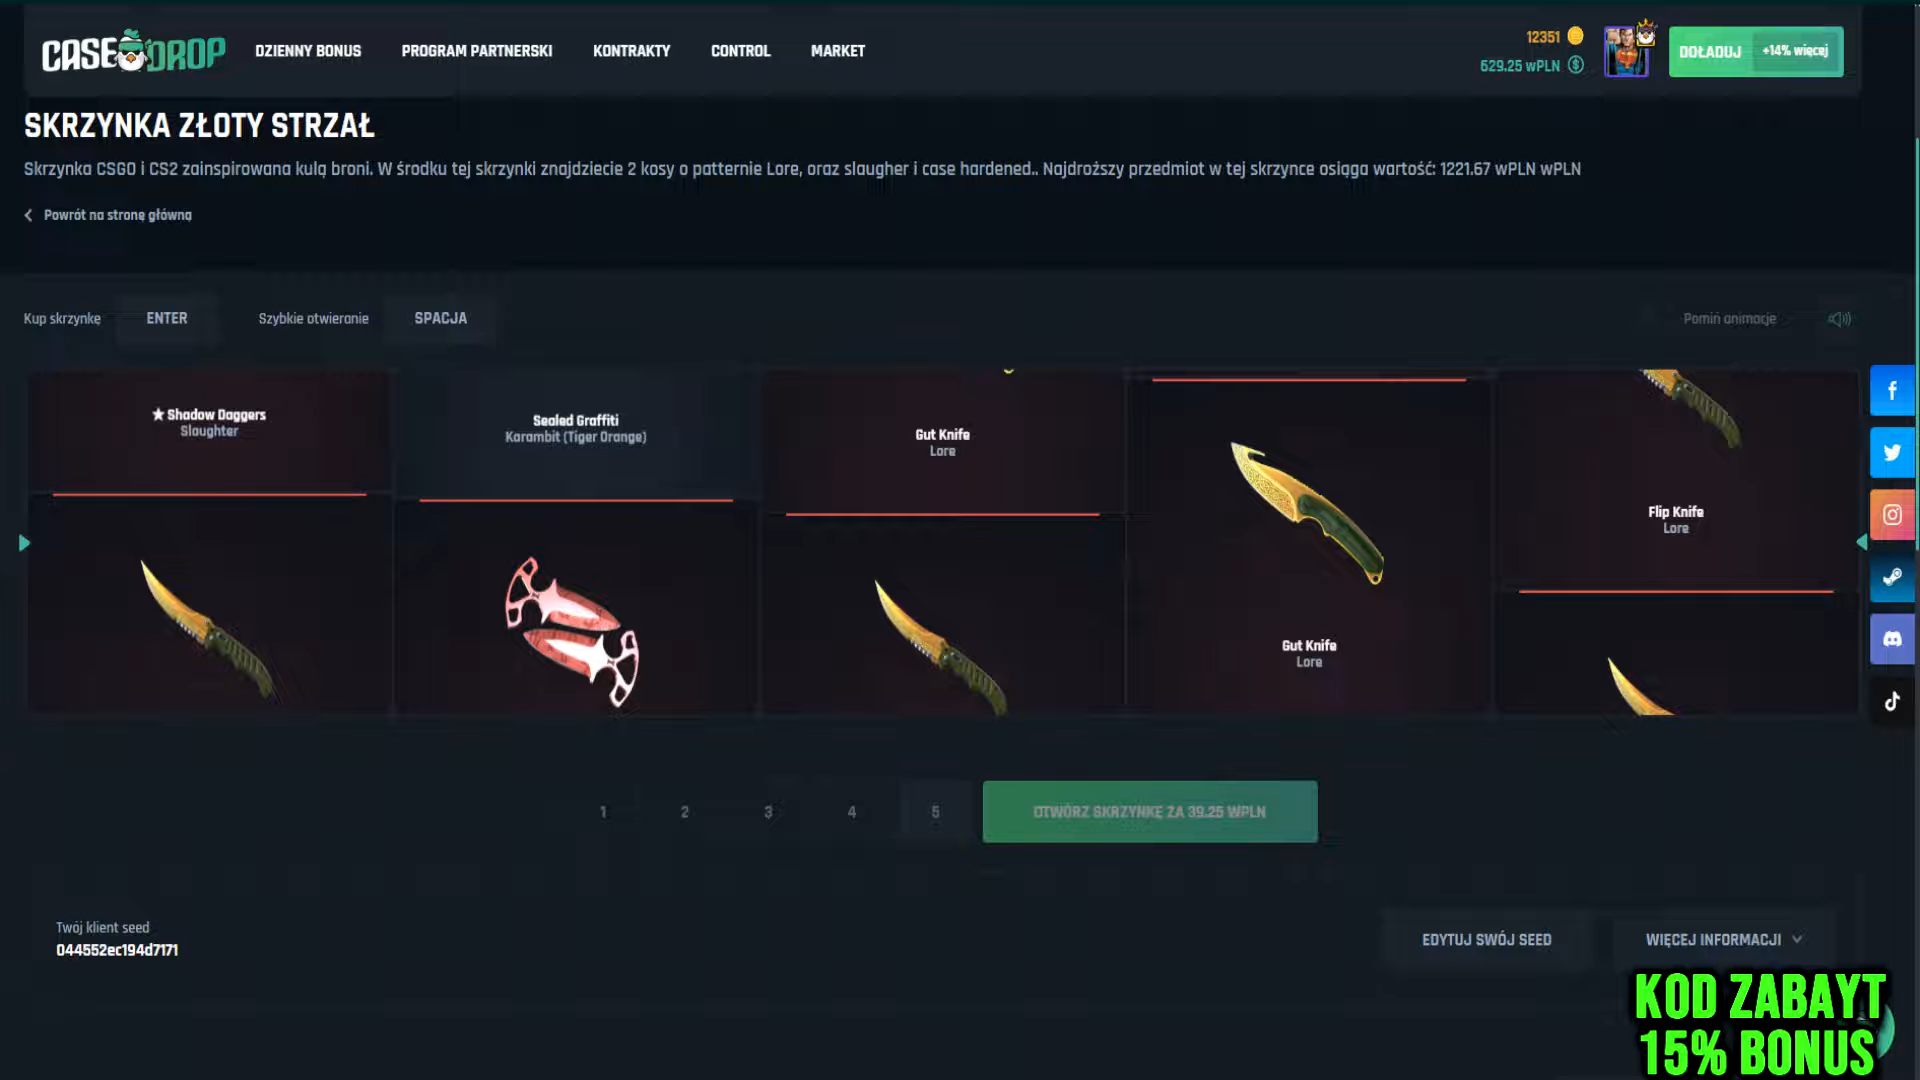 CASEDROP
DZIENNY BONUS
PROGRAM PARTNERSKI
KONTRAKTY
CONTROL
MARKET
12351
629.25 wPLN
DOŁADUJ
+14% więcej
SKRZYNKA ZŁOTY STRZAŁ
Skrzynka CSGO i CS2 zainspirowana kulą broni. W środku tej skrzynki znajdziecie 2 kosy o patternie Lore, oraz slaugher i case hardened.. Najdroższy przedmiot w tej skrzynce osiąga wartość: 1221.67 wPLN wPLN
Powrót na stronę główną
Kup skrzynkę
ENTER
Szybkie otwieranie
SPACJA
Pomiń animacje
★ Shadow Daggers
Slaughter
Sealed Graffiti
Karambit (Tiger Orange)
Gut Knife
Lore
Flip Knife
Lore
Gut Knife
Lore
1
2
3
4
5
OTWÓRZ SKRZYNKĘ ZA 39.25 WPLN
Twój klient seed
044552ec194d7171
EDYTUJ SWÓJ SEED
WIĘCEJ INFORMACJI
KOD ZABAYT
15% BONUS